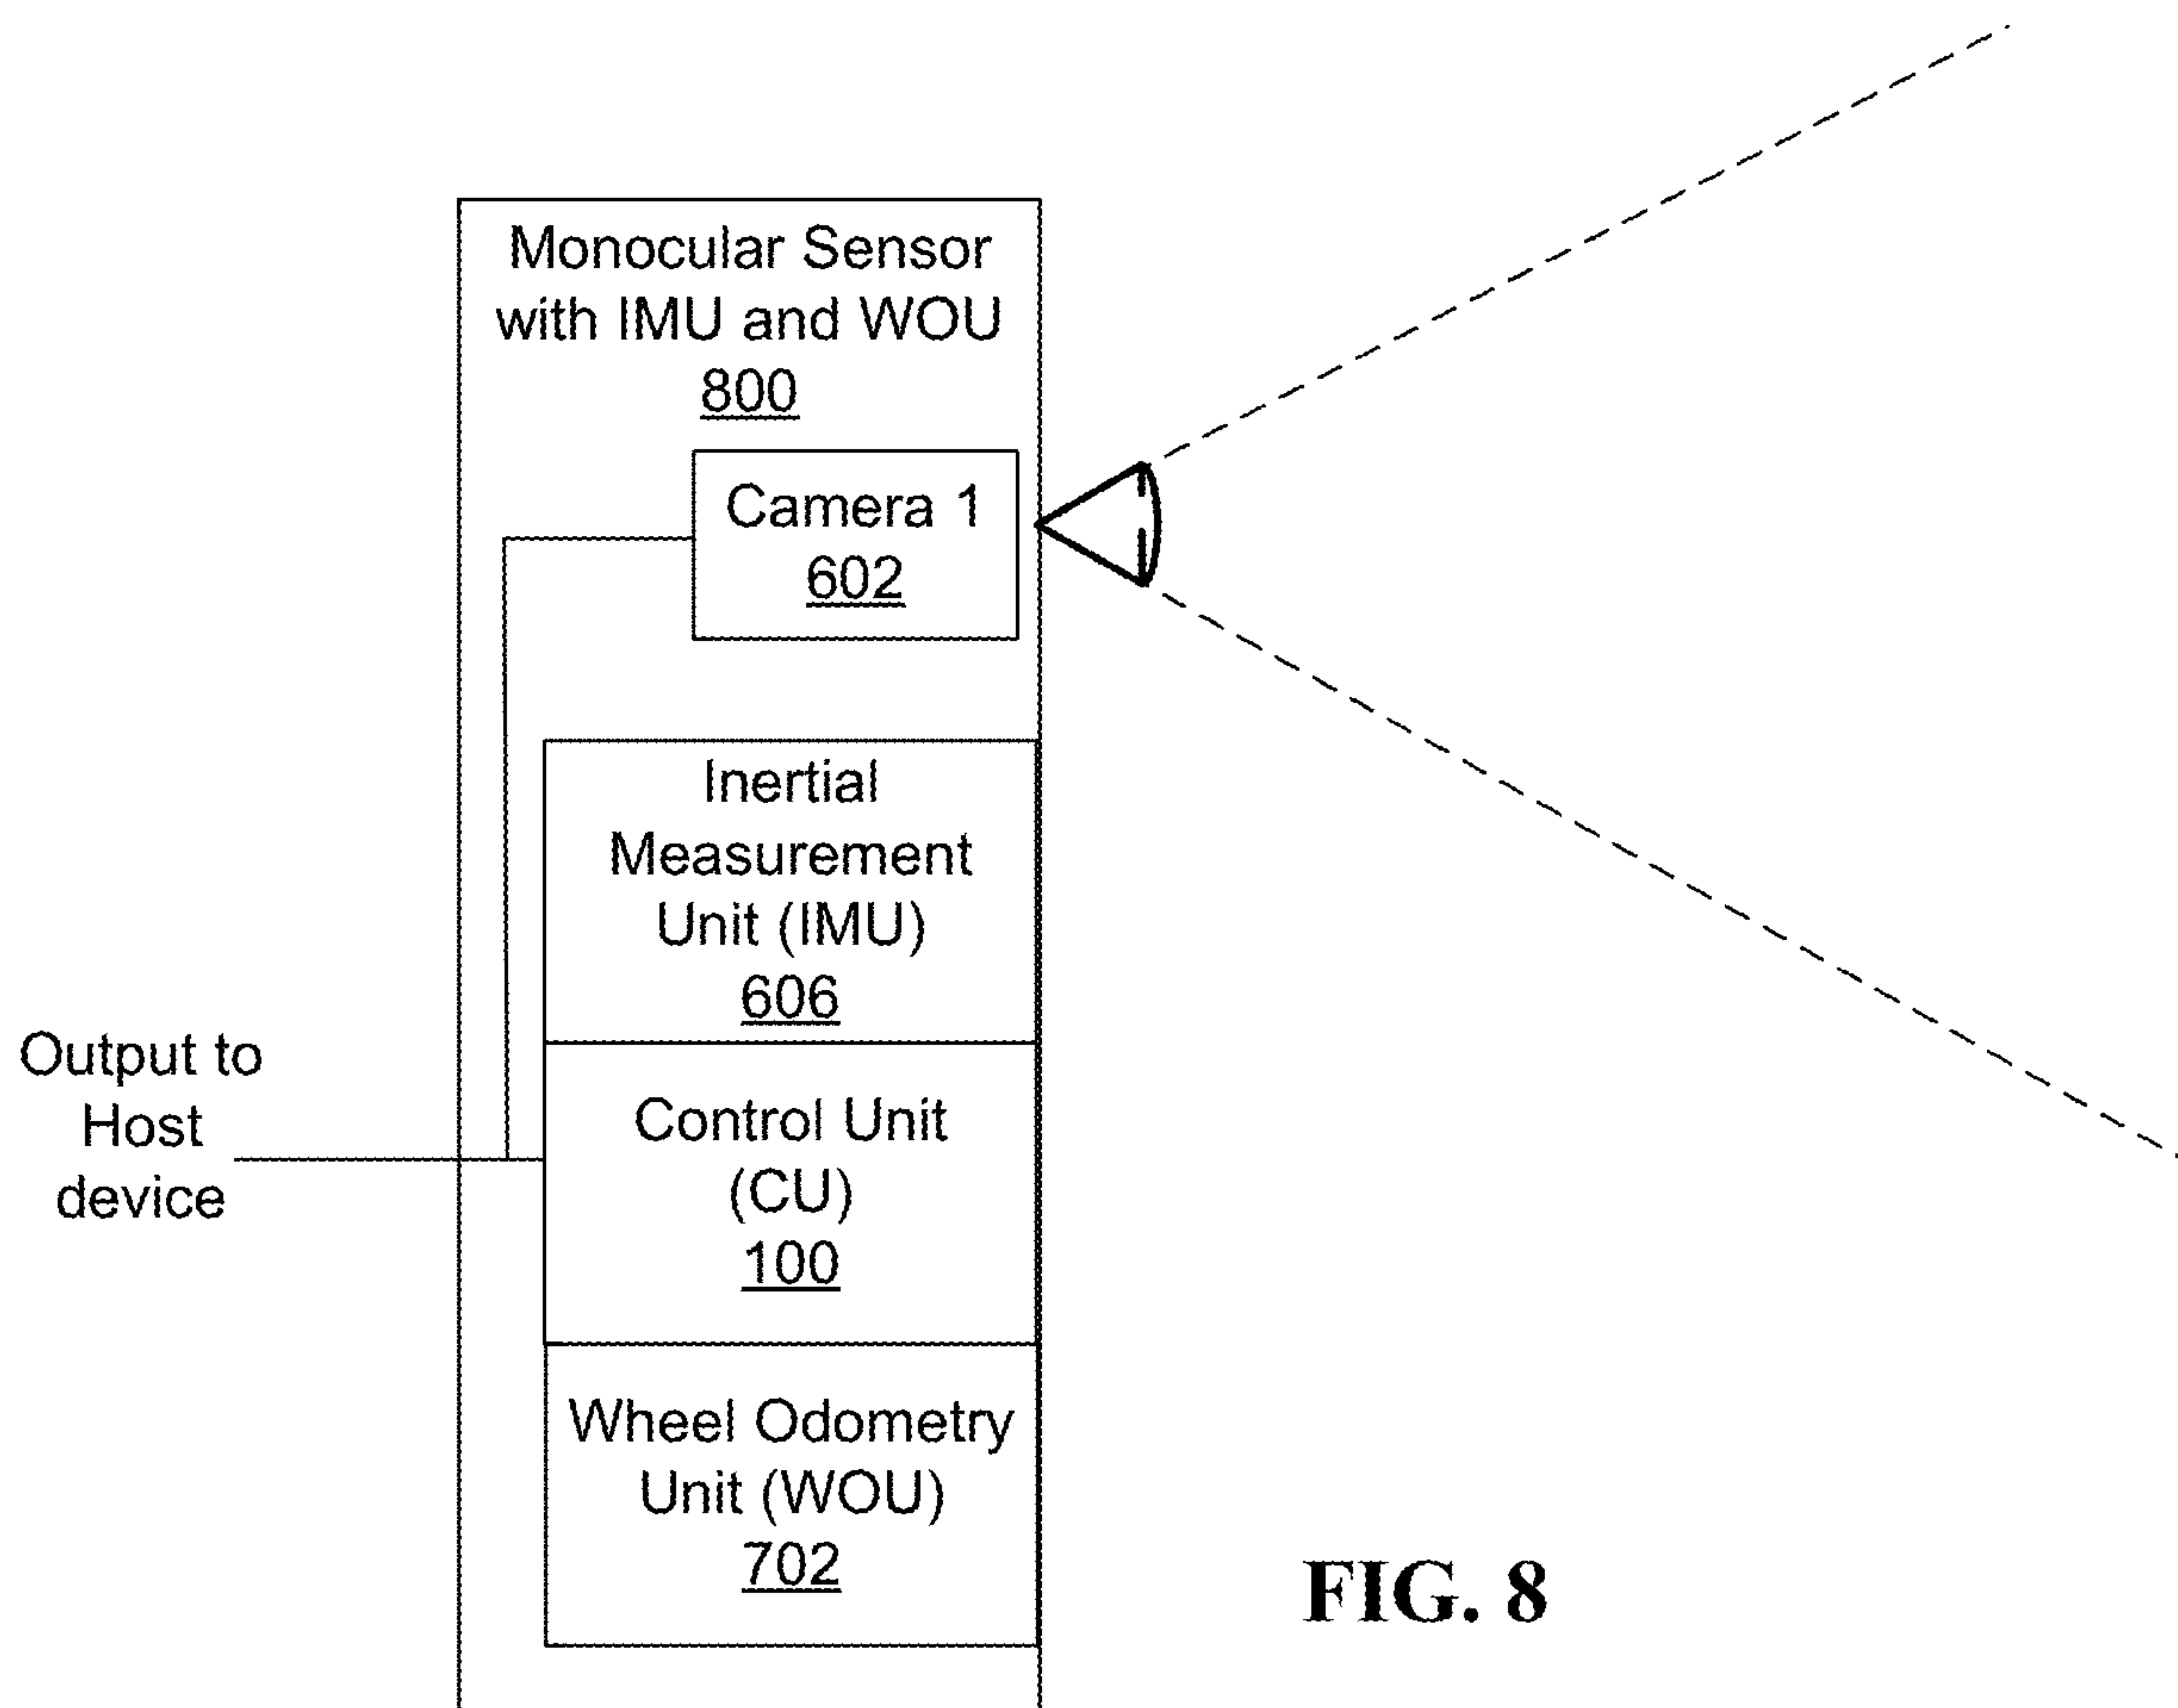 Monocular Sensor
with IMU and WOU
800
Camera 1
602
Inertial
Measurement
Unit (IMU)
606
Output to
Host
device
Control Unit
(CU)
100
Wheel Odometry
Unit (WOU)
702
FIG. 8